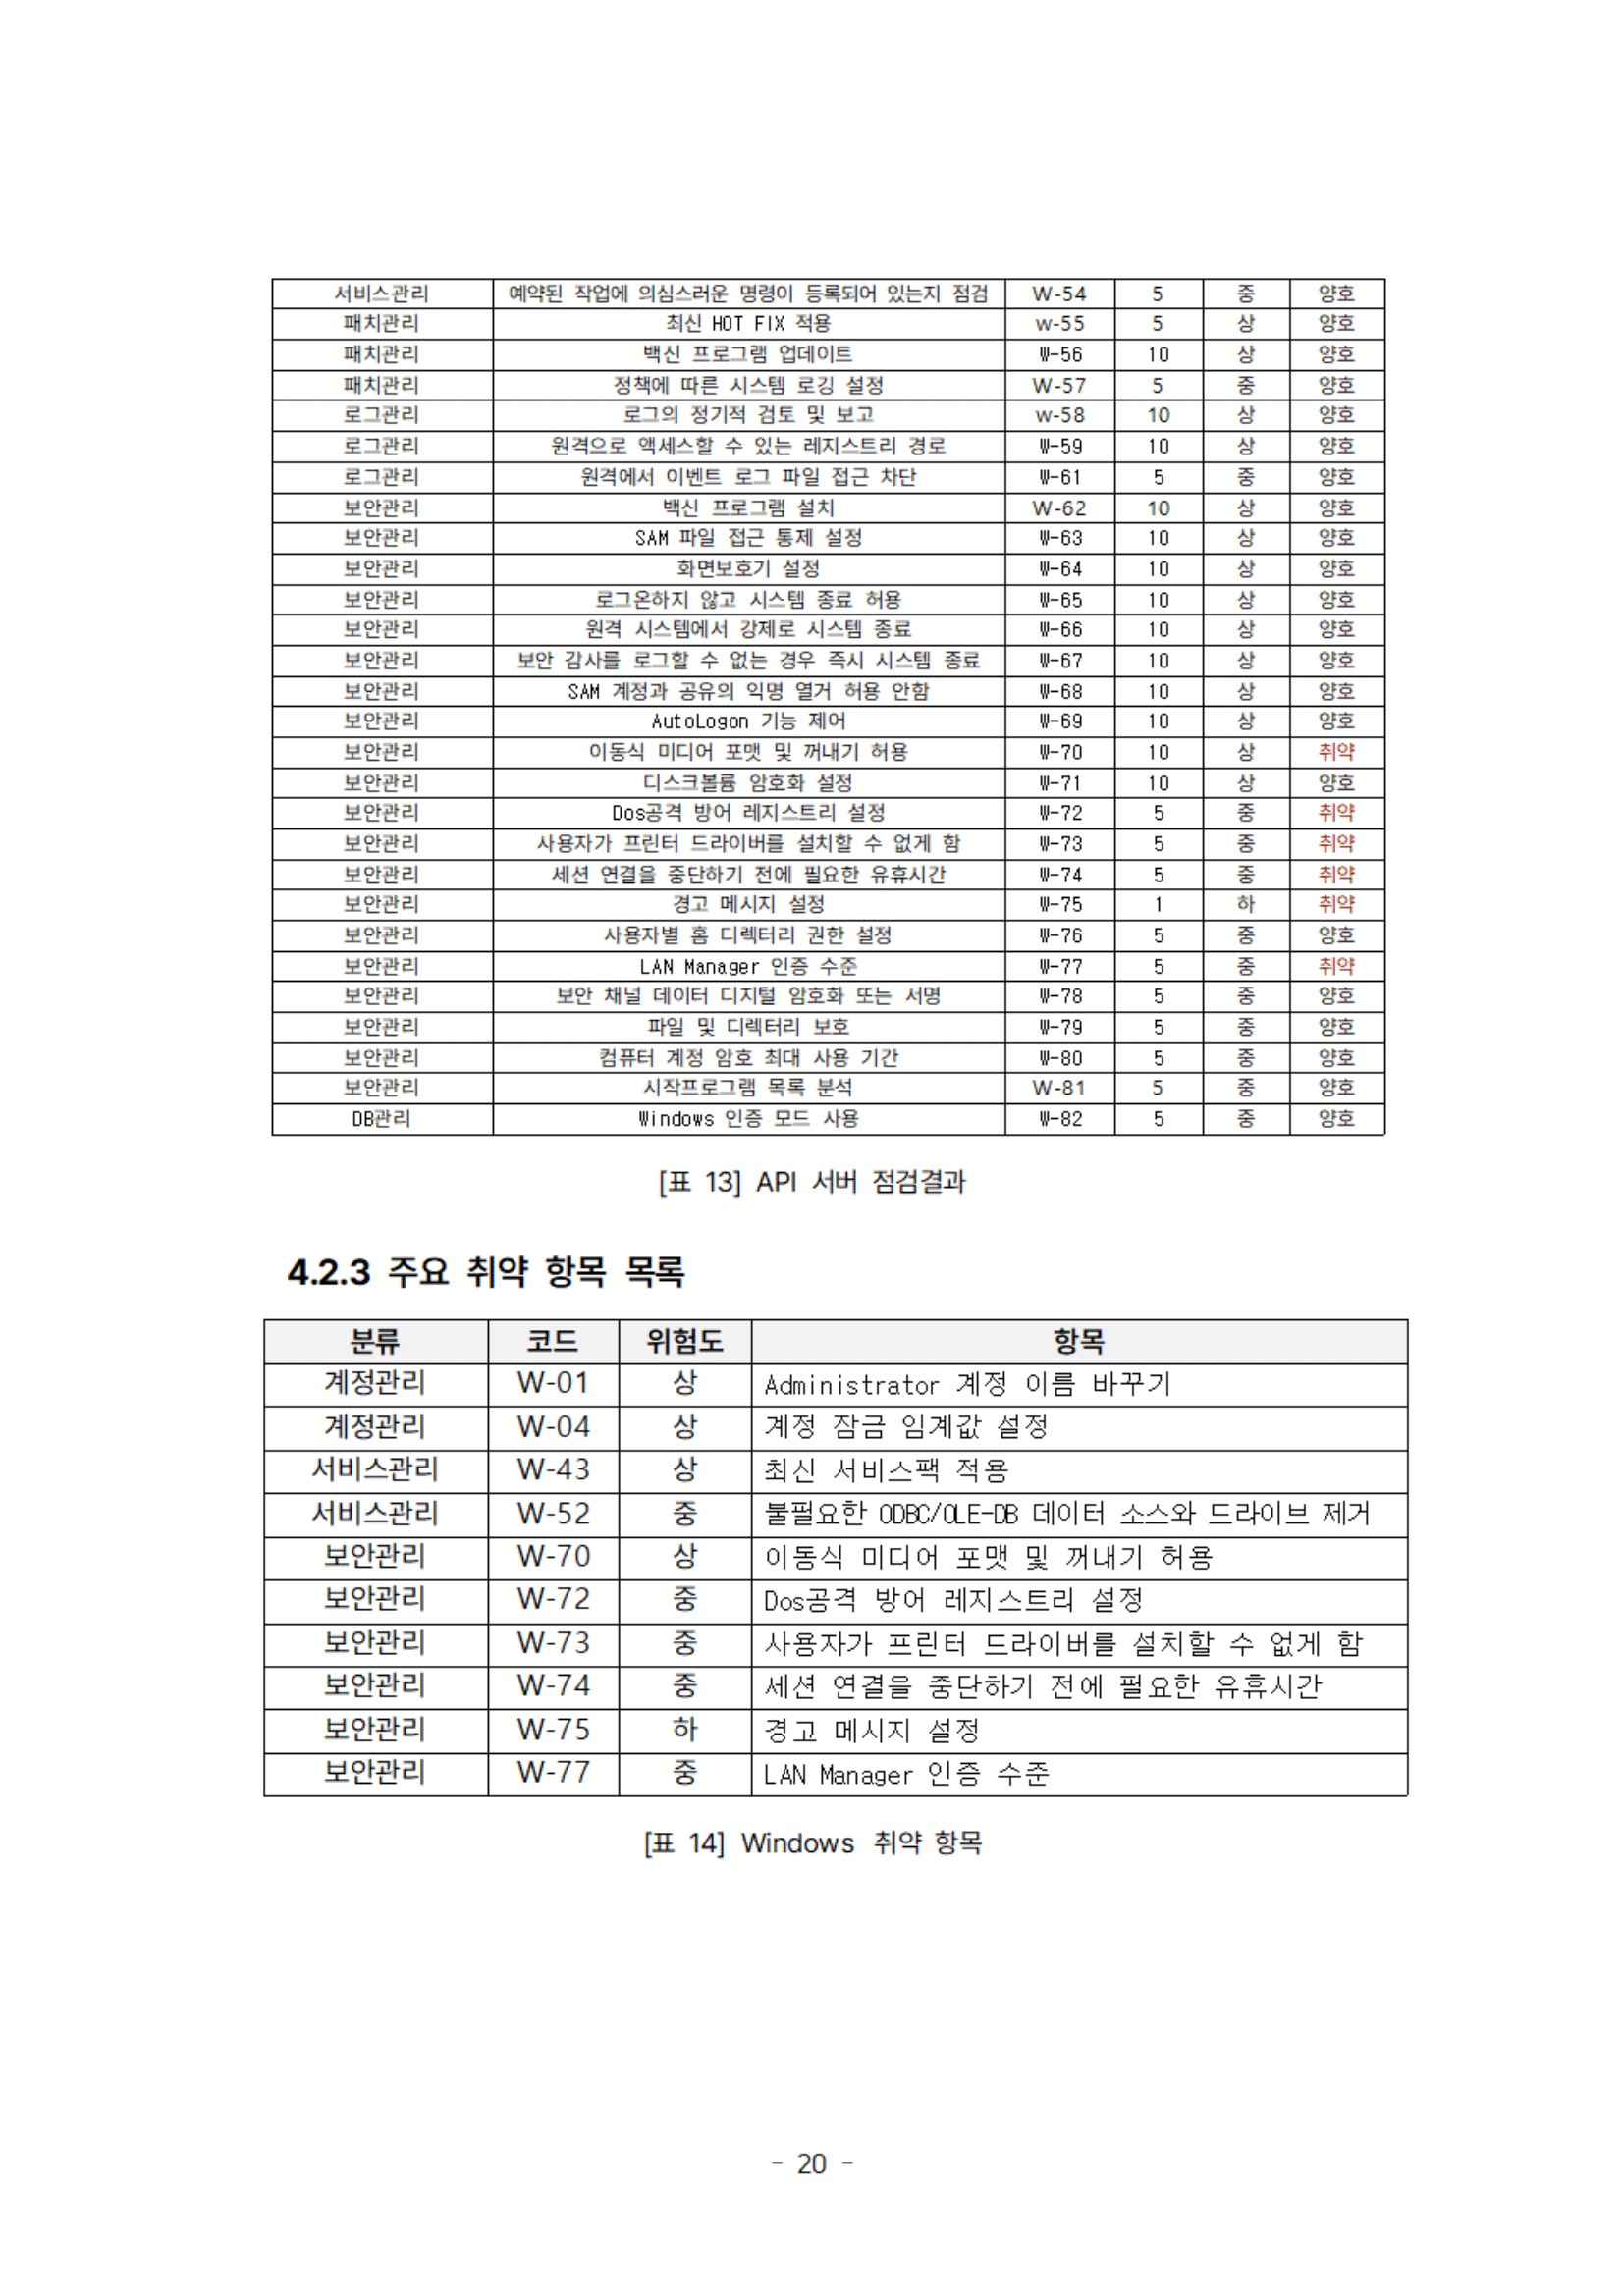 서비스관리 예약된 작업에 의심스러운 명령이 등록되어 있는지 점검 W-54 5 중 양호
패치관리 최신 HOT FIX 적용 w-55 5 상 양호
패치관리 백신 프로그램 업데이트 W-56 10 상 양호
패치관리 정책에 따른 시스템 로깅 설정 W-57 5 중 양호
로그관리 로그의 정기적 검토 및 보고 w-58 10 상 양호
로그관리 원격으로 액세스할 수 있는 레지스트리 경로 W-59 10 상 양호
로그관리 원격에서 이벤트 로그 파일 접근 차단 W-61 5 중 양호
보안관리 백신 프로그램 설치 W-62 10 상 양호
보안관리 SAM 파일 접근 통제 설정 W-63 10 상 양호
보안관리 화면보호기 설정 W-64 10 상 양호
보안관리 로그온하지 않고 시스템 종료 허용 W-65 10 상 양호
보안관리 원격 시스템에서 강제로 시스템 종료 W-66 10 상 양호
보안관리 보안 감사를 로그할 수 없는 경우 즉시 시스템 종료 W-67 10 상 양호
보안관리 SAM 계정과 공유의 익명 열거 허용 안함 W-68 10 상 양호
보안관리 AutoLogon 기능 제어 W-69 10 상 양호
보안관리 이동식 미디어 포맷 및 꺼내기 허용 W-70 10 상 취약
보안관리 디스크볼륨 암호화 설정 W-71 10 상 양호
보안관리 Dos공격 방어 레지스트리 설정 W-72 5 중 취약
보안관리 사용자가 프린터 드라이버를 설치할 수 없게 함 W-73 5 중 취약
보안관리 세션 연결을 중단하기 전에 필요한 유휴시간 W-74 5 중 취약
보안관리 경고 메시지 설정 W-75 1 하 취약
보안관리 사용자별 홈 디렉터리 권한 설정 W-76 5 중 양호
보안관리 LAN Manager 인증 수준 W-77 5 중 취약
보안관리 보안 채널 데이터 디지털 암호화 또는 서명 W-78 5 중 양호
보안관리 파일 및 디렉터리 보호 W-79 5 중 양호
보안관리 컴퓨터 계정 암호 최대 사용 기간 W-80 5 중 양호
보안관리 시작프로그램 목록 분석 W-81 5 중 양호
DB관리 Windows 인증 모드 사용 W-82 5 중 양호
[표 13] API 서버 점검결과
4.2.3 주요 취약 항목 목록
분류 코드 위험도 항목
계정관리 W-01 상 Administrator 계정 이름 바꾸기
계정관리 W-04 상 계정 잠금 임계값 설정
서비스관리 W-43 상 최신 서비스팩 적용
서비스관리 W-52 중 불필요한 ODBC/OLE-DB 데이터 소스와 드라이브 제거
보안관리 W-70 상 이동식 미디어 포맷 및 꺼내기 허용
보안관리 W-72 중 Dos공격 방어 레지스트리 설정
보안관리 W-73 중 사용자가 프린터 드라이버를 설치할 수 없게 함
보안관리 W-74 중 세션 연결을 중단하기 전에 필요한 유휴시간
보안관리 W-75 하 경고 메시지 설정
보안관리 W-77 중 LAN Manager 인증 수준
[표 14] Windows 취약 항목
- 20 -